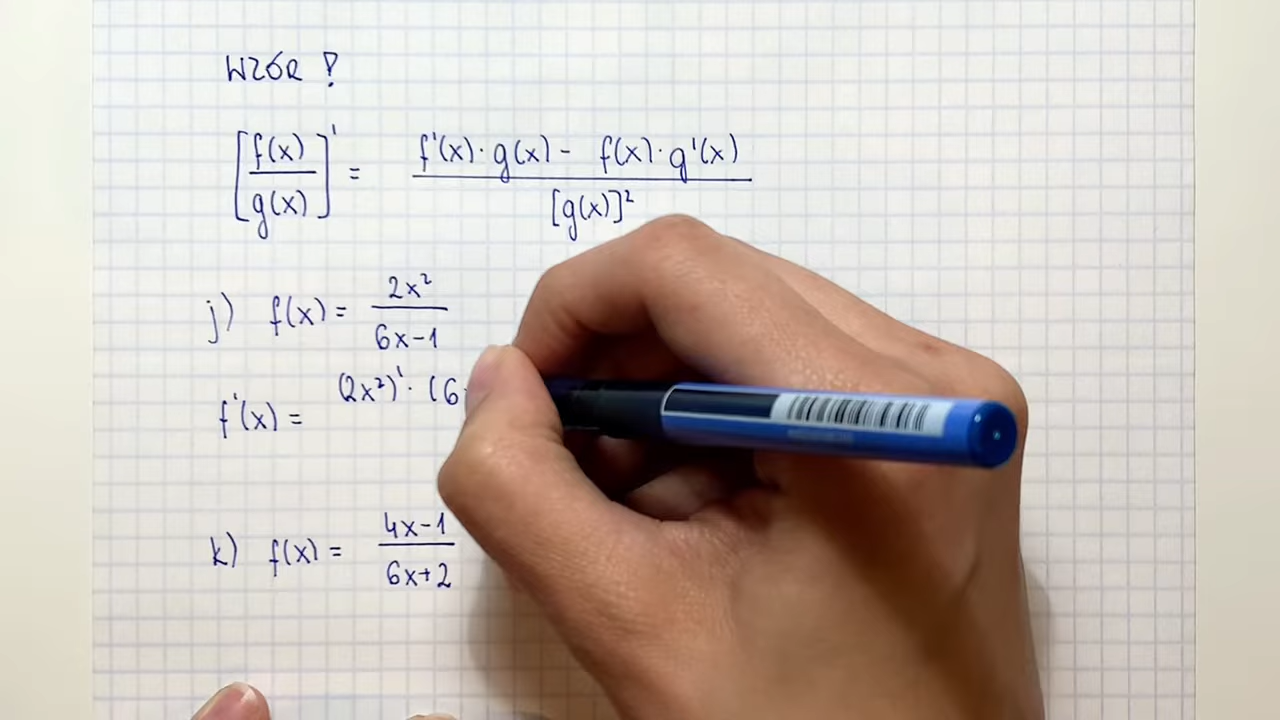 WZÓR !
[f(x)/g(x)]' = f'(x)·g(x) - f(x)·g'(x) / [g(x)]²
j) f(x) = 2x² / 6x-1
f'(x) = (2x²)'·(6
k) f(x) = 4x-1 / 6x+2